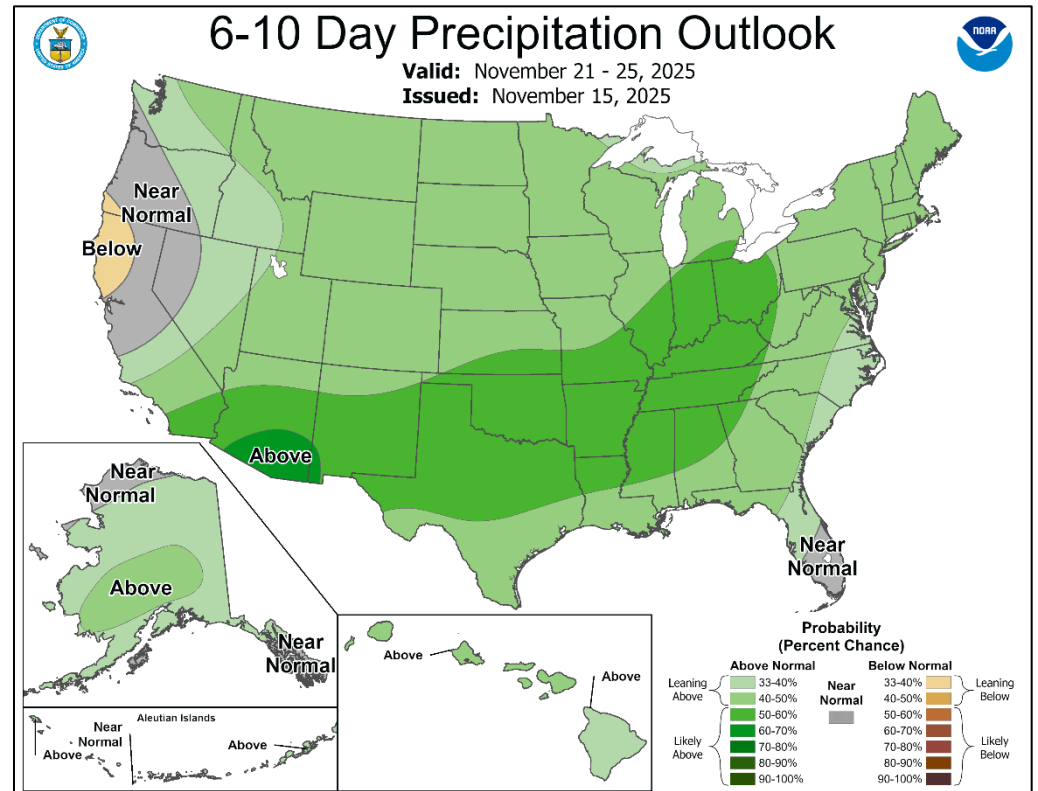 6-10 Day Precipitation Outlook
Valid: November 21 - 25, 2025
Issued: November 15, 2025
NOAA
Near
Normal
Below
Above
Near
Normal
Near
Normal
Above
Near
Normal
Aleutian Islands
Near
Normal
Above
Above
Above
Above
Probability
(Percent Chance)
Above Normal
Below Normal
Leaning
Above
33-40%
40-50%
Near
Normal
33-40%
40-50%
Leaning
Below
Likely
Above
50-60%
60-70%
70-80%
80-90%
90-100%
50-60%
60-70%
70-80%
80-90%
90-100%
Likely
Below